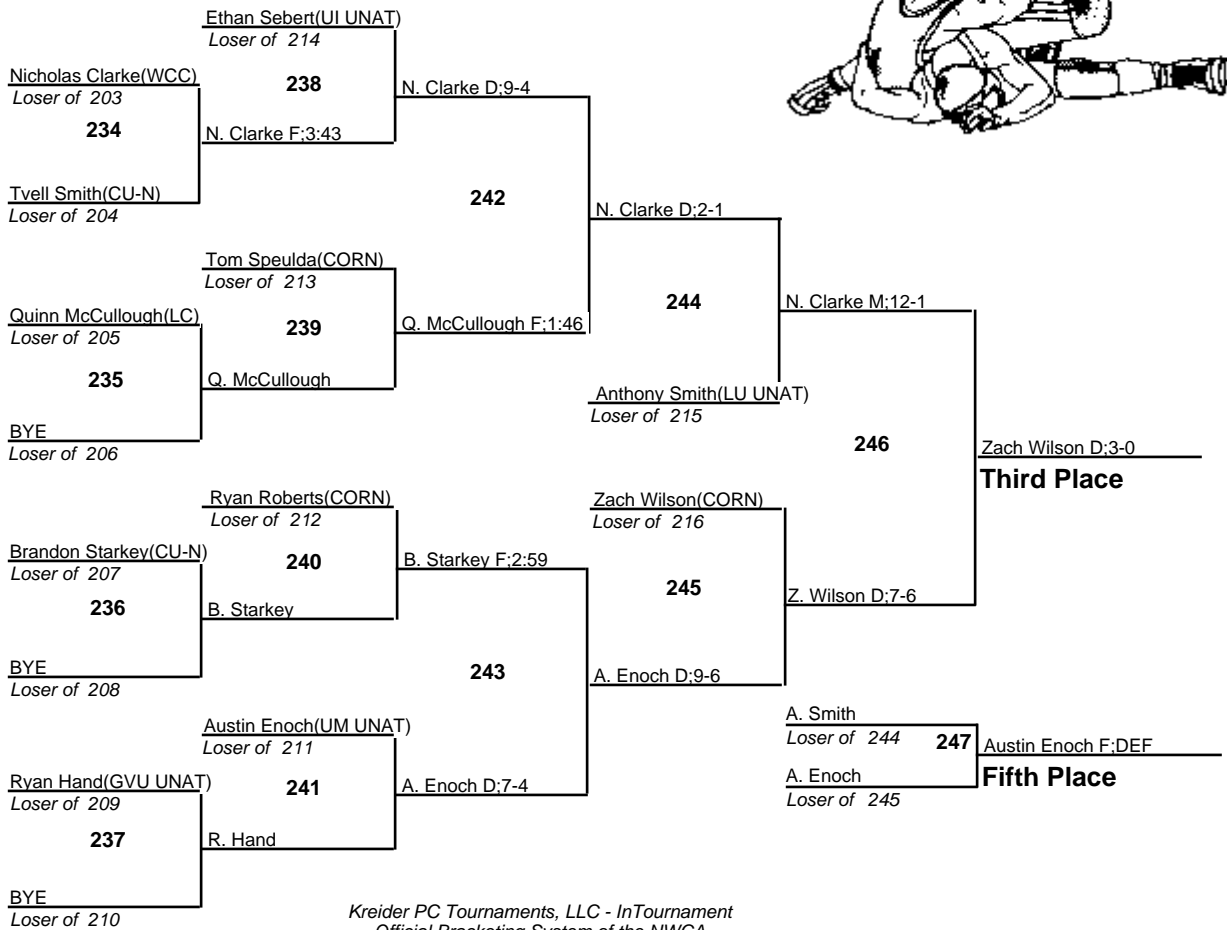 Ethan Sebert(UI UNAT)
Loser of 214
Nicholas Clarke(WCC)
Loser of 203
238
N. Clarke D;9-4
234
N. Clarke F;3:43
Tvell Smith(CU-N)
Loser of 204
242
N. Clarke D;2-1
Tom Speulda(CORN)
Loser of 213
Quinn McCullough(LC)
Loser of 205
239
Q. McCullough F;1:46
244
N. Clarke M;12-1
235
Q. McCullough
Anthony Smith(LU UNAT)
Loser of 215
BYE
Loser of 206
246
Zach Wilson D;3-0
Third Place
Ryan Roberts(CORN)
Loser of 212
Zach Wilson(CORN)
Loser of 216
Brandon Starkey(CU-N)
Loser of 207
240
B. Starkey F;2:59
245
Z. Wilson D;7-6
236
B. Starkey
BYE
Loser of 208
243
A. Enoch D;9-6
Austin Enoch(UM UNAT)
Loser of 211
A. Smith
Loser of 244
247
Austin Enoch F;DEF
Fifth Place
A. Enoch
Loser of 245
Ryan Hand(GVU UNAT)
Loser of 209
241
A. Enoch D;7-4
237
R. Hand
BYE
Loser of 210
Kreider PC Tournaments, LLC - InTournament
Official Bracketing System of the NWCA